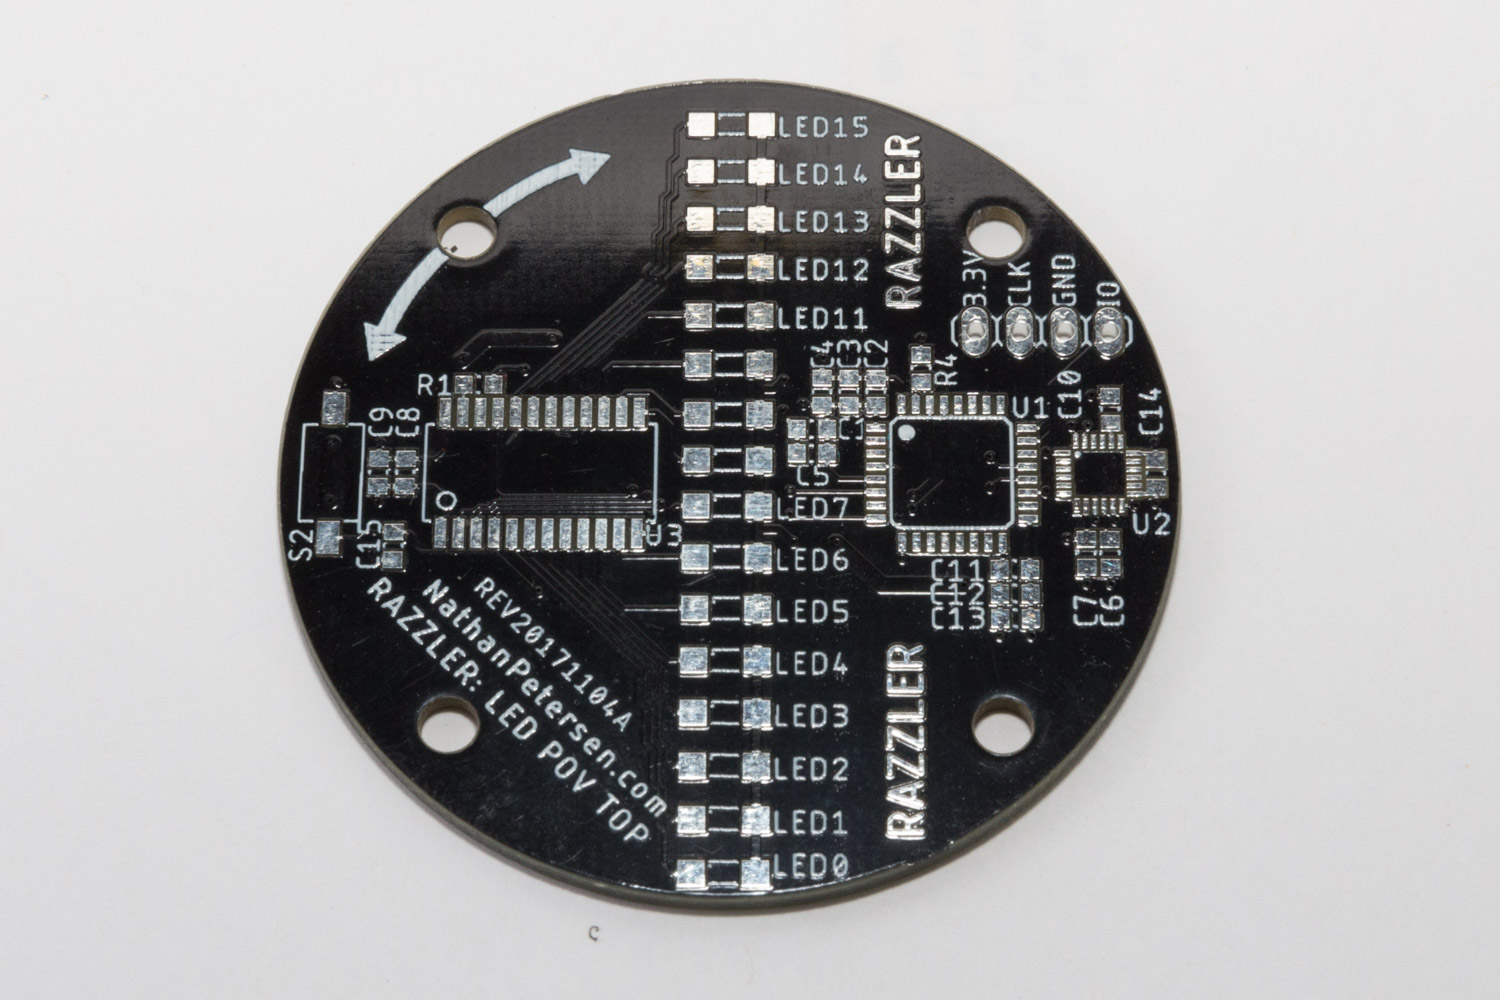 LED15
LED14
LED13
LED12
LED11
LED7
LED6
LED5
LED4
LED3
LED2
LED1
LED0
RAZZLER
RAZZLER
3.3V
CLK
GND
IO
C4
C3
C2
R4
C1
C5
U1
C10
C14
U2
C11
C12
C13
C7
C6
R1
C9
C8
S2
C15
U3
REV20171104A
NathanPetersen.com
RAZZLER: LED POV TOP